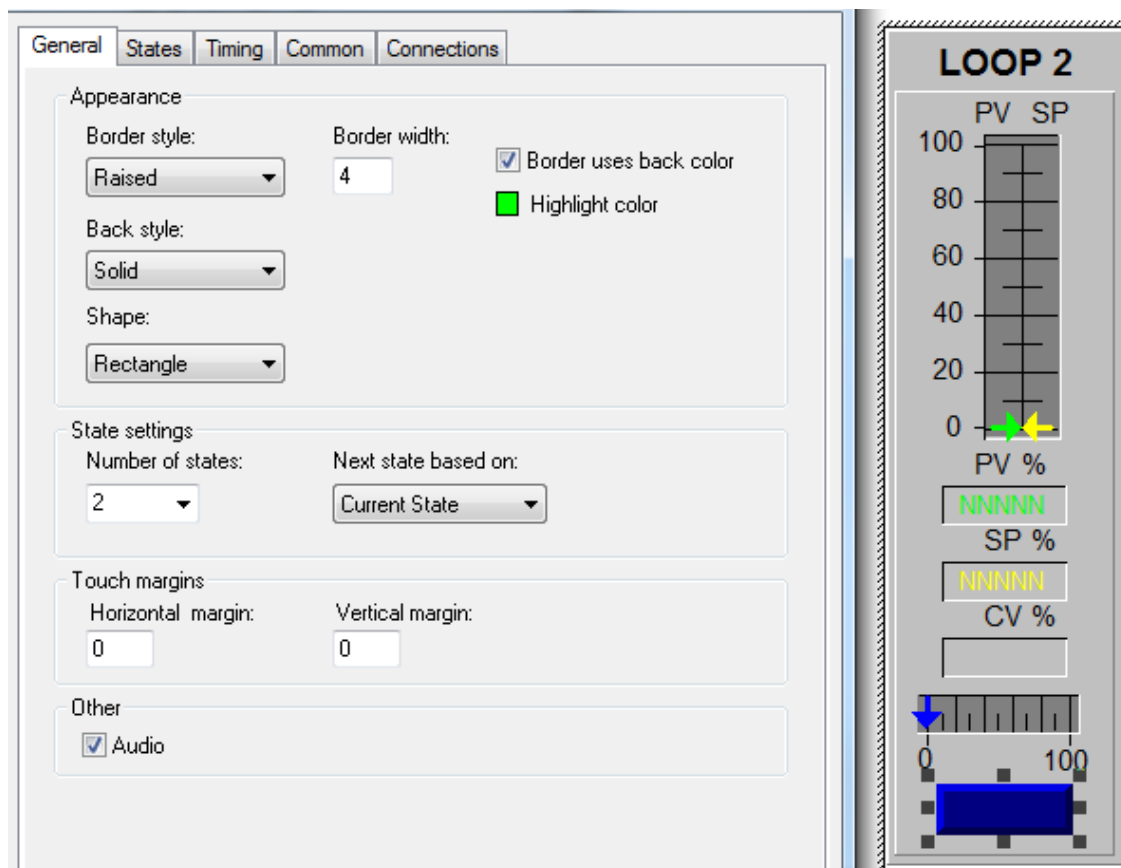 General States Timing Common Connections
Appearance
Border style: Border width:
Raised 4 Border uses back color
Highlight color
Back style:
Solid
Shape:
Rectangle
State settings
Number of states: Next state based on:
2 Current State
Touch margins
Horizontal margin: Vertical margin:
0 0
Other
Audio
LOOP 2
PV SP
100
80
60
40
20
0
PV %
NNNNN
SP %
NNNNN
CV %
0 100